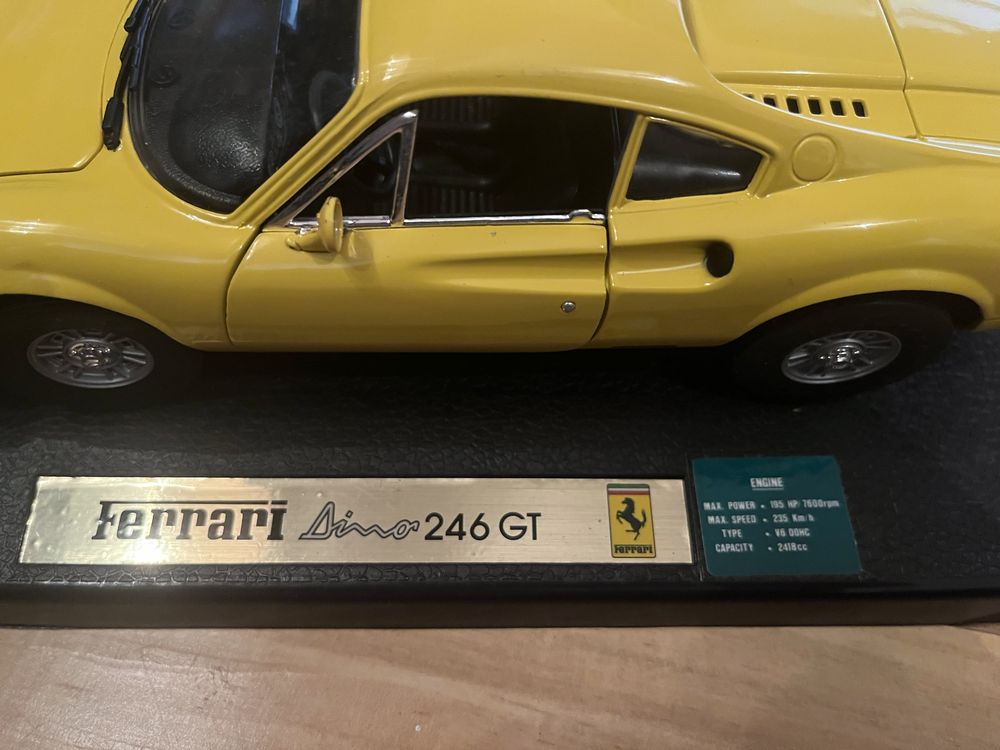 Ferrari Dino 246 GT
Ferrari
ENGINE
MAX. POWER - 195 HP/7600rpm
MAX. SPEED - 235 Km/h
TYPE - V6 DOHC
CAPACITY - 2418cc